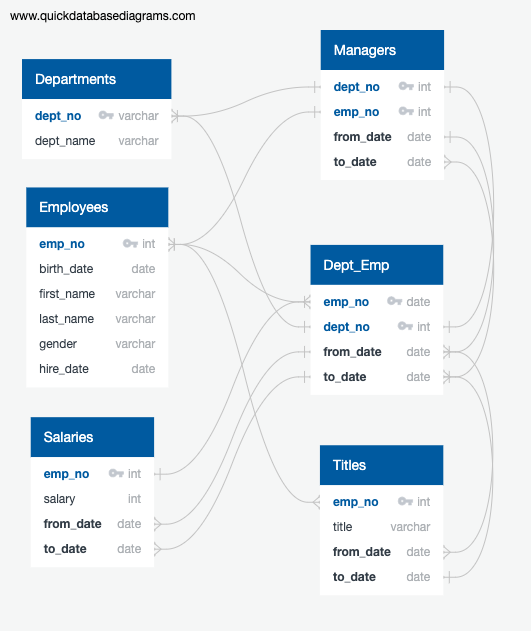 www.quickdatabasediagrams.com
Departments
dept_no varchar
dept_name varchar
Managers
dept_no int
emp_no int
from_date date
to_date date
Employees
emp_no int
birth_date date
first_name varchar
last_name varchar
gender varchar
hire_date date
Dept_Emp
emp_no date
dept_no int
from_date date
to_date date
Salaries
emp_no int
salary int
from_date date
to_date date
Titles
emp_no int
title varchar
from_date date
to_date date